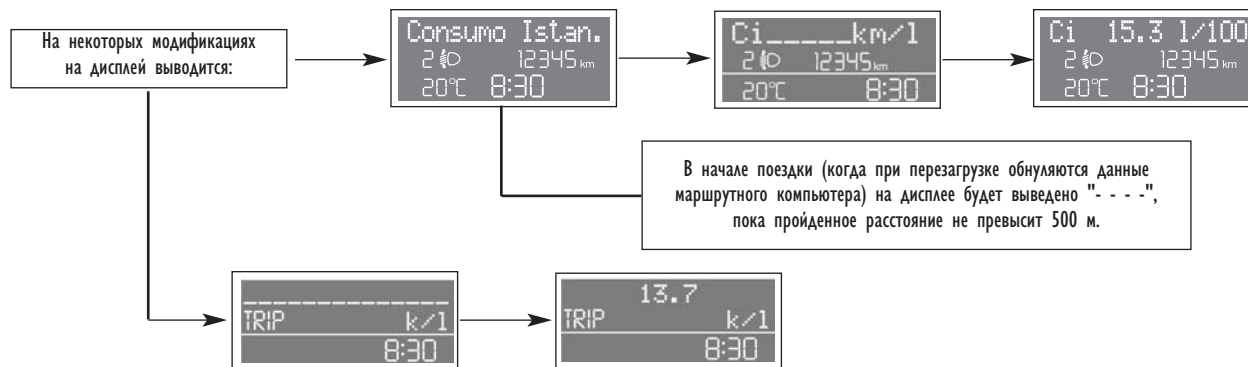 На некоторых модификациях
на дисплей выводится:
Consumo Istan.
2 12345 km
20°C 8:30
Ci_____km/l
2 12345 km
20°C 8:30
Ci 15.3 l/100
2 12345 km
20°C 8:30
В начале поездки (когда при перезагрузке обнуляются данные
маршрутного компьютера) на дисплее будет выведено "- - - -",
пока пройденное расстояние не превысит 500 м.
______________
TRIP k/l
8:30
13.7
TRIP k/l
8:30